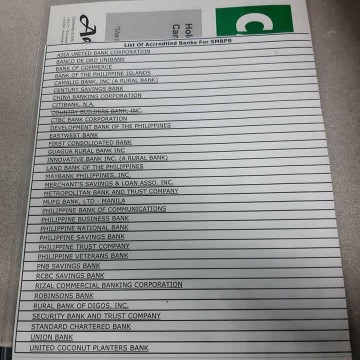 C
Hol
Car
List Of Accredited Banks For SMBPB
ASIA UNITED BANK CORPORATION
BANCO DE ORO UNIBANK
BANK OF COMMERCE
BANK OF THE PHILIPPINE ISLANDS
CAMALIG BANK, INC (A RURAL BANK)
CENTURY SAVINGS BANK
CHINA BANKING CORPORATION
CITIBANK, N.A.
COUNTRY BUILDERS BANK, INC.
CTBC BANK CORPORATION
DEVELOPMENT BANK OF THE PHILIPPINES
EASTWEST BANK
FIRST CONSOLIDATED BANK
GUAGUA RURAL BANK INC
INNOVATIVE BANK INC, (A RURAL BANK)
LAND BANK OF THE PHILIPPINES
MAYBANK PHILIPPINES, INC.
MERCHANT'S SAVINGS & LOAN ASSO. INC.
METROPOLITAN BANK AND TRUST COMPANY
MUFG BANK, LTD - MANILA
PHILIPPINE BANK OF COMMUNICATIONS
PHILIPPINE BUSINESS BANK
PHILIPPINE NATIONAL BANK
PHILIPPINE SAVINGS BANK
PHILIPPINE TRUST COMPANY
PHILIPPINE VETERANS BANK
PNB SAVINGS BANK
RCBC SAVINGS BANK
RIZAL COMMERCIAL BANKING CORPORATION
ROBINSONS BANK
RURAL BANK OF DIGOS, INC.
SECURITY BANK AND TRUST COMPANY
STANDARD CHARTERED BANK
UNION BANK
UNITED COCONUT PLANTERS BANK